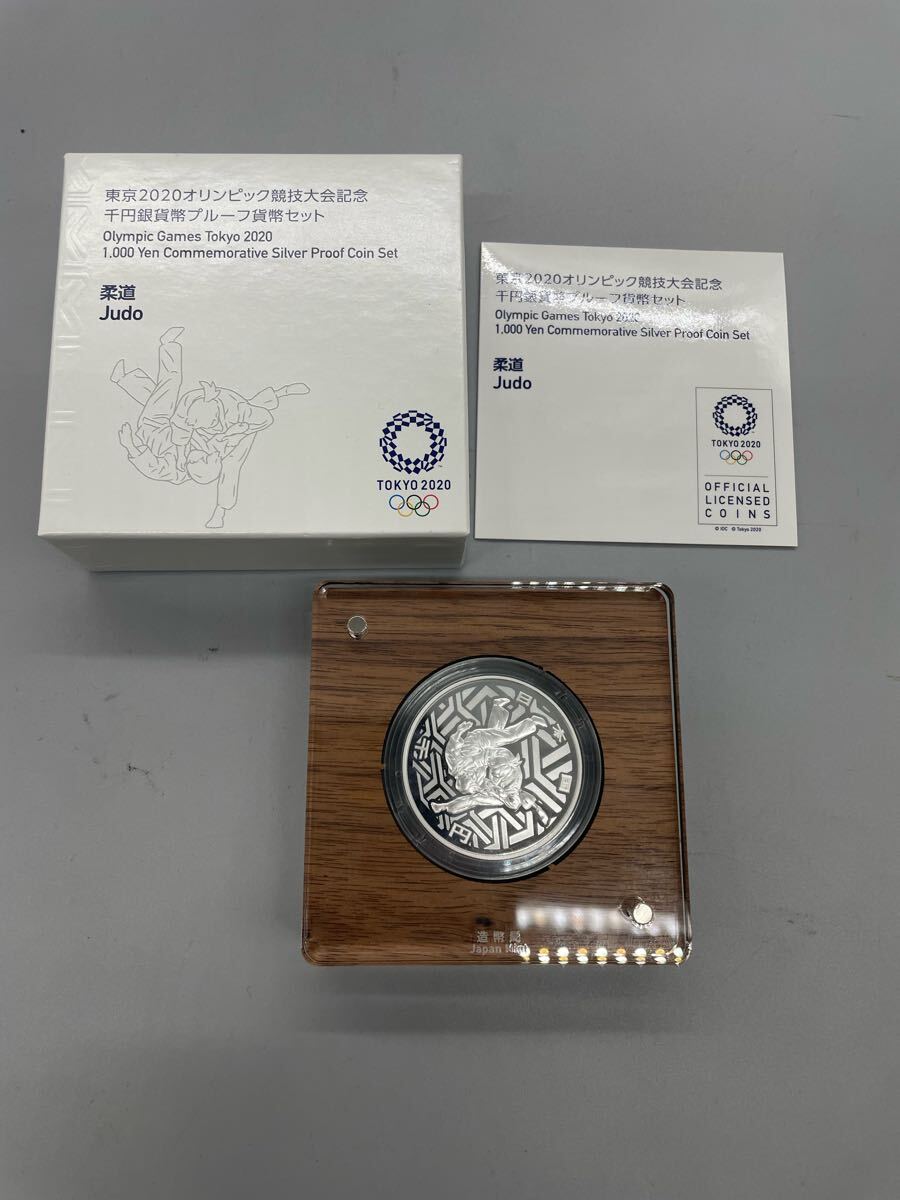 東京2020オリンピック競技大会記念
千円銀貨幣プルーフ貨幣セット
Olympic Games Tokyo 2020
1,000 Yen Commemorative Silver Proof Coin Set
柔道
Judo
TOKYO 2020
東京2020オリンピック競技大会記念
千円銀貨幣プルーフ貨幣セット
Olympic Games Tokyo 2020
1,000 Yen Commemorative Silver Proof Coin Set
柔道
Judo
TOKYO 2020
OFFICIAL
LICENSED
COINS
© IOC © Tokyo 2020
日本国
千円
造幣局
Japan Mint